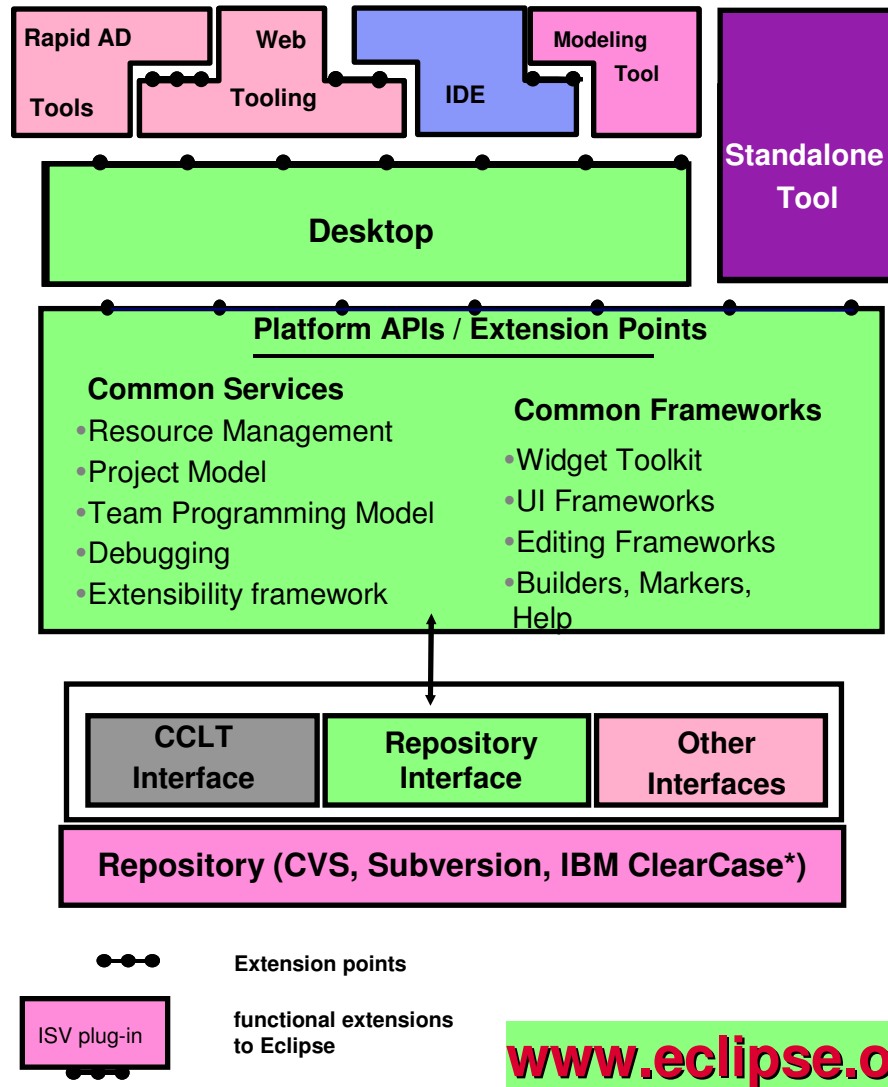 Rapid AD
Tools
Web
Tooling
IDE
Modeling
Tool
Standalone
Tool
Desktop
Platform APIs / Extension Points
Common Services
•Resource Management
•Project Model
•Team Programming Model
•Debugging
•Extensibility framework
Common Frameworks
•Widget Toolkit
•UI Frameworks
•Editing Frameworks
•Builders, Markers,
Help
CCLT
Interface
Repository
Interface
Other
Interfaces
Repository (CVS, Subversion, IBM ClearCase*)
Extension points
ISV plug-in
functional extensions
to Eclipse
www.eclipse.o